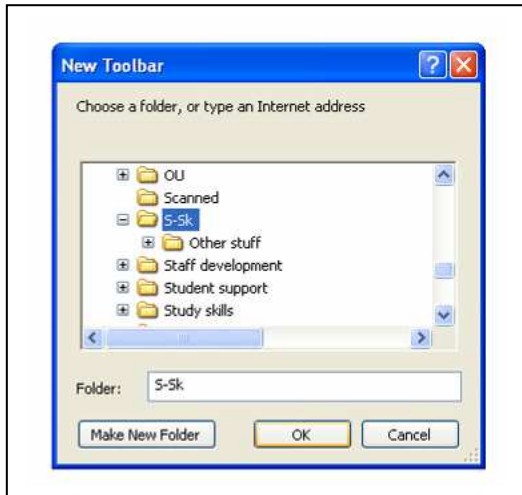 New Toolbar
Choose a folder, or type an Internet address
OU
Scanned
S-Sk
Other stuff
Staff development
Student support
Study skills
Folder: S-Sk
Make New Folder OK Cancel